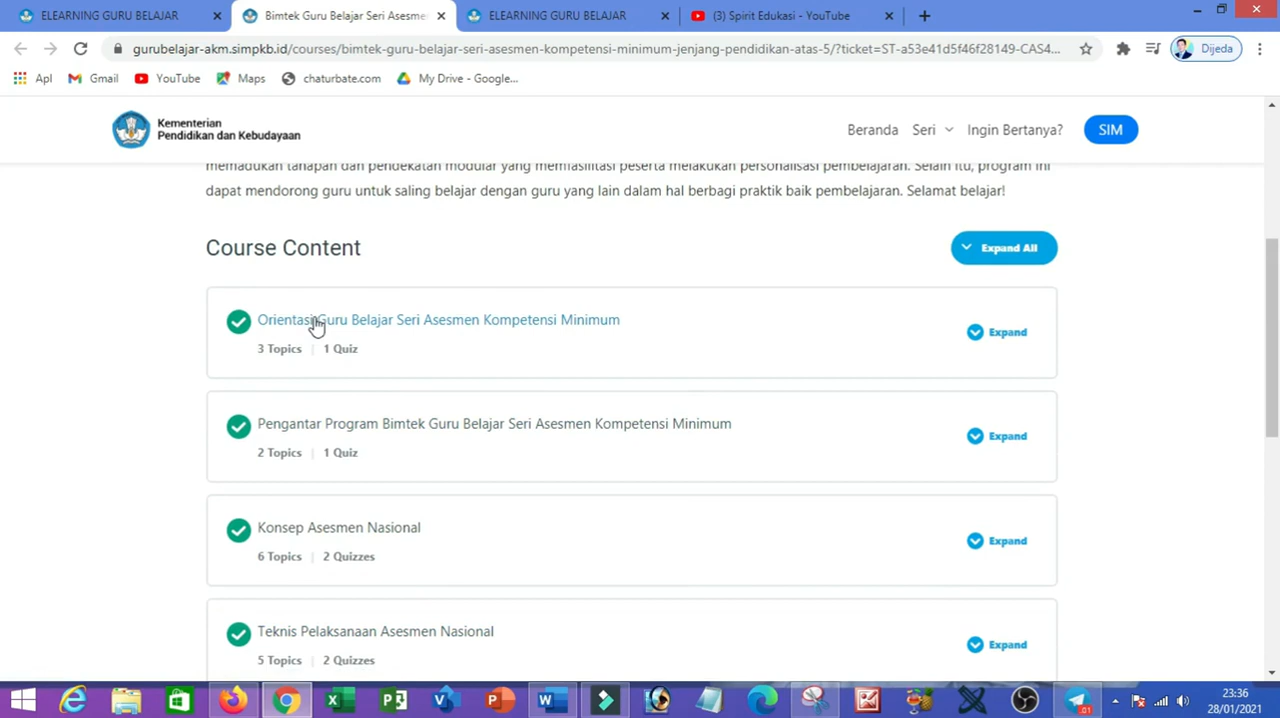 ELEARNING GURU BELAJAR
Bimtek Guru Belajar Seri Asesme
ELEARNING GURU BELAJAR
(3) Spirit Edukasi - YouTube
gurubelajar-akm.simpkb.id/courses/bimtek-guru-belajar-seri-asesmen-kompetensi-minimum-jenjang-pendidikan-atas-5/?ticket=ST-a53e41d5f46f28149-CAS4...
Dijeda
Apl
Gmail
YouTube
Maps
chaturbate.com
My Drive - Google...
Kementerian
Pendidikan dan Kebudayaan
Beranda
Seri
Ingin Bertanya?
SIM
memadukan tahapan dan pendekatan modular yang memfasilitasi peserta melakukan personalisasi pembelajaran. Selain itu, program ini
dapat mendorong guru untuk saling belajar dengan guru yang lain dalam hal berbagi praktik baik pembelajaran. Selamat belajar!
Course Content
Expand All
Orientasi Guru Belajar Seri Asesmen Kompetensi Minimum
3 Topics | 1 Quiz
Expand
Pengantar Program Bimtek Guru Belajar Seri Asesmen Kompetensi Minimum
2 Topics | 1 Quiz
Expand
Konsep Asesmen Nasional
6 Topics | 2 Quizzes
Expand
Teknis Pelaksanaan Asesmen Nasional
5 Topics | 2 Quizzes
Expand
23:36
28/01/2021